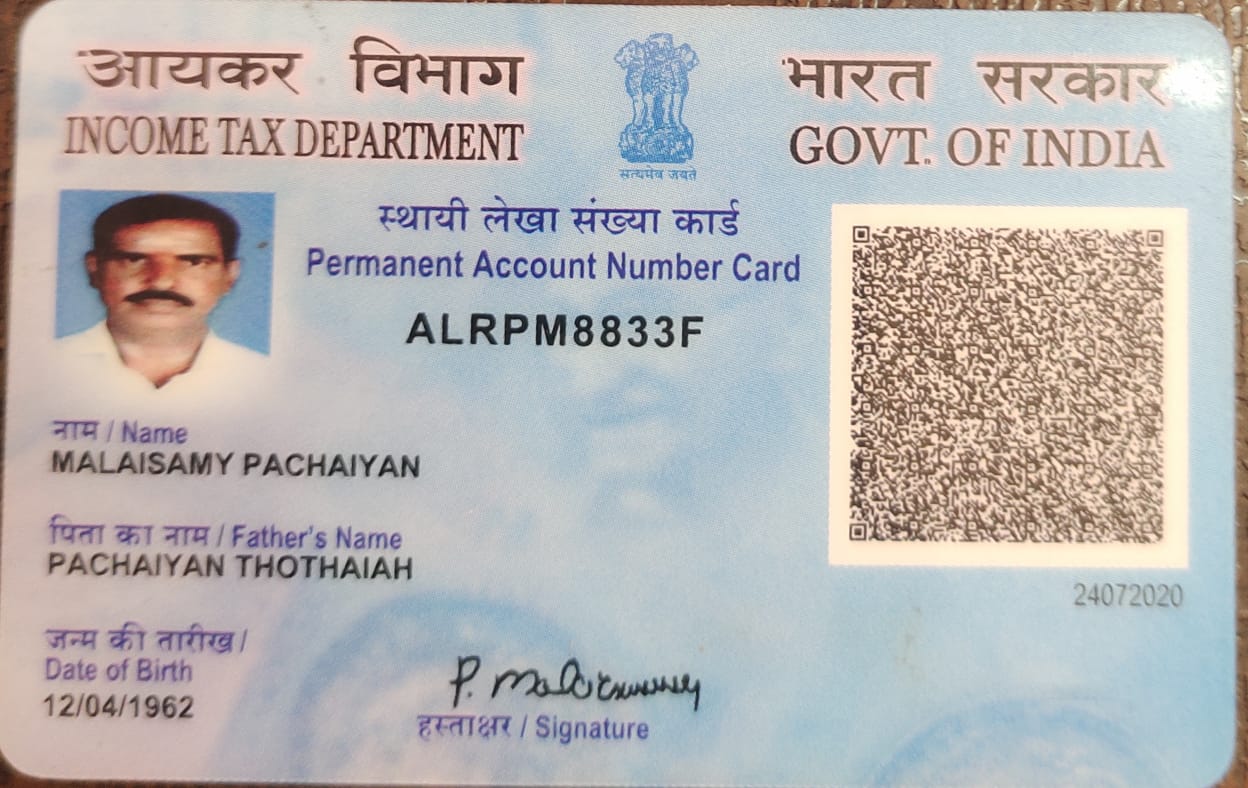 आयकर विभाग
INCOME TAX DEPARTMENT
सत्यमेव जयते
भारत सरकार
GOVT. OF INDIA
स्थायी लेखा संख्या कार्ड
Permanent Account Number Card
ALRPM8833F
नाम / Name
MALAISAMY PACHAIYAN
पिता का नाम / Father's Name
PACHAIYAN THOTHAIAH
24072020
जन्म की तारीख /
Date of Birth
12/04/1962
P. Malaisamy
हस्ताक्षर / Signature